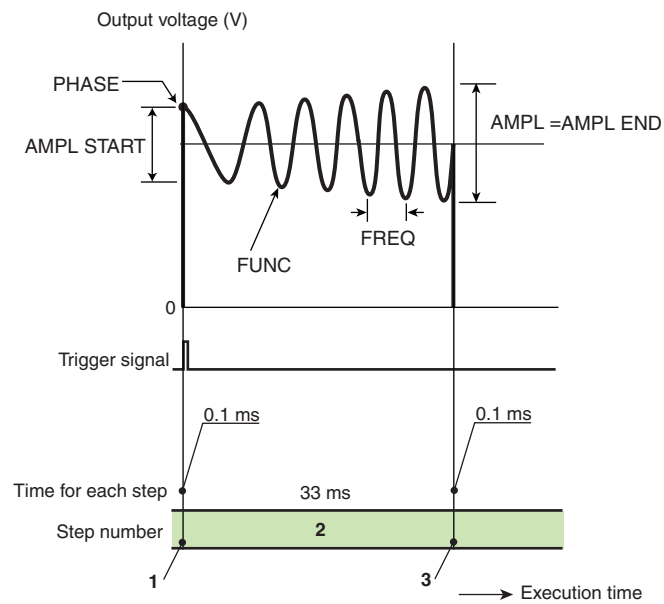 Output voltage (V)
PHASE
AMPL START
AMPL =AMPL END
FREQ
FUNC
0
Trigger signal
0.1 ms
0.1 ms
Time for each step
33 ms
Step number
2
1
3
Execution time